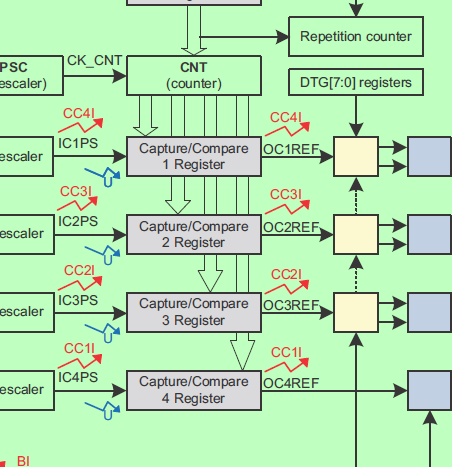 Repetition counter
PSC
escaler)
CK_CNT
CNT
(counter)
DTG[7:0] registers
CC4I
CC4I
escaler
IC1PS
Capture/Compare
1 Register
OC1REF
CC3I
CC3I
escaler
IC2PS
Capture/Compare
2 Register
OC2REF
CC2I
CC2I
escaler
IC3PS
Capture/Compare
3 Register
OC3REF
CC1I
CC1I
escaler
IC4PS
Capture/Compare
4 Register
OC4REF
BI